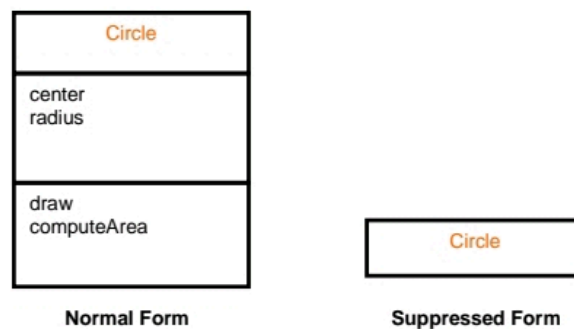 Circle
center
radius
draw
computeArea
Circle
Normal Form
Suppressed Form